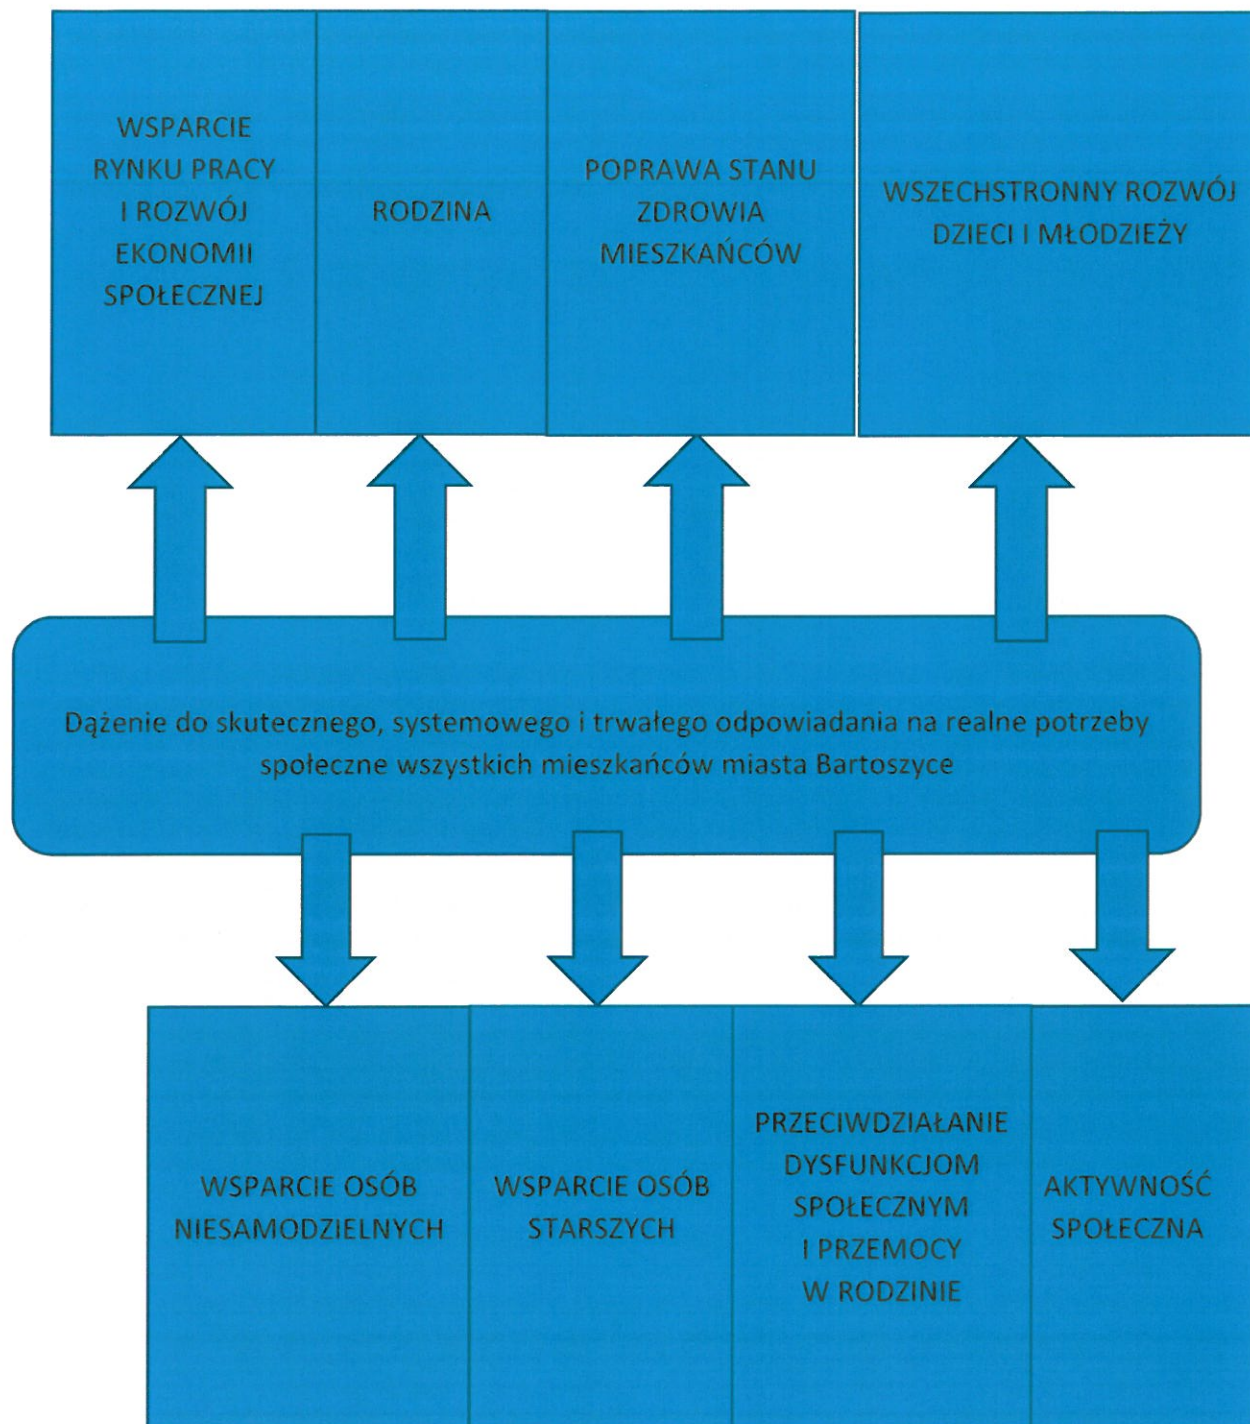 WSPARCIE
RYNKU PRACY
I ROZWÓJ
EKONOMII
SPOŁECZNEJ
RODZINA
POPRAWA STANU
ZDROWIA
MIESZKAŃCÓW
WSZECHSTRONNY ROZWÓJ
DZIECI I MŁODZIEŻY
Dążenie do skutecznego, systemowego i trwałego odpowiadania na realne potrzeby
społeczne wszystkich mieszkańców miasta Bartoszyce
WSPARCIE OSÓB
NIESAMODZIELNYCH
WSPARCIE OSÓB
STARSZYCH
PRZECIWDZIAŁANIE
DYSFUNKCJOM
SPOŁECZNYM
I PRZEMOCY
W RODZINIE
AKTYWNOŚĆ
SPOŁECZNA